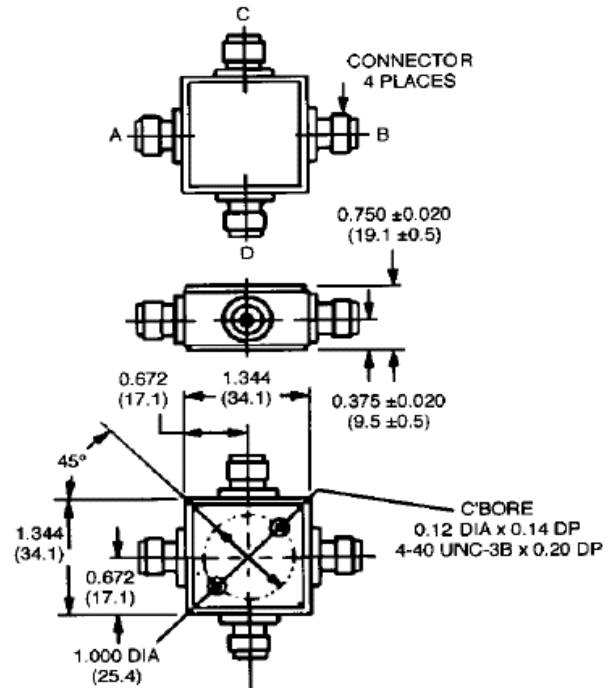 C
CONNECTOR
4 PLACES
A
B
D
0.750 ±0.020
(19.1 ±0.5)
0.672
(17.1)
1.344
(34.1)
0.375 ±0.020
(9.5 ±0.5)
45°
C'BORE
0.12 DIA x 0.14 DP
4-40 UNC-3B x 0.20 DP
1.344
(34.1)
0.672
(17.1)
1.000 DIA
(25.4)